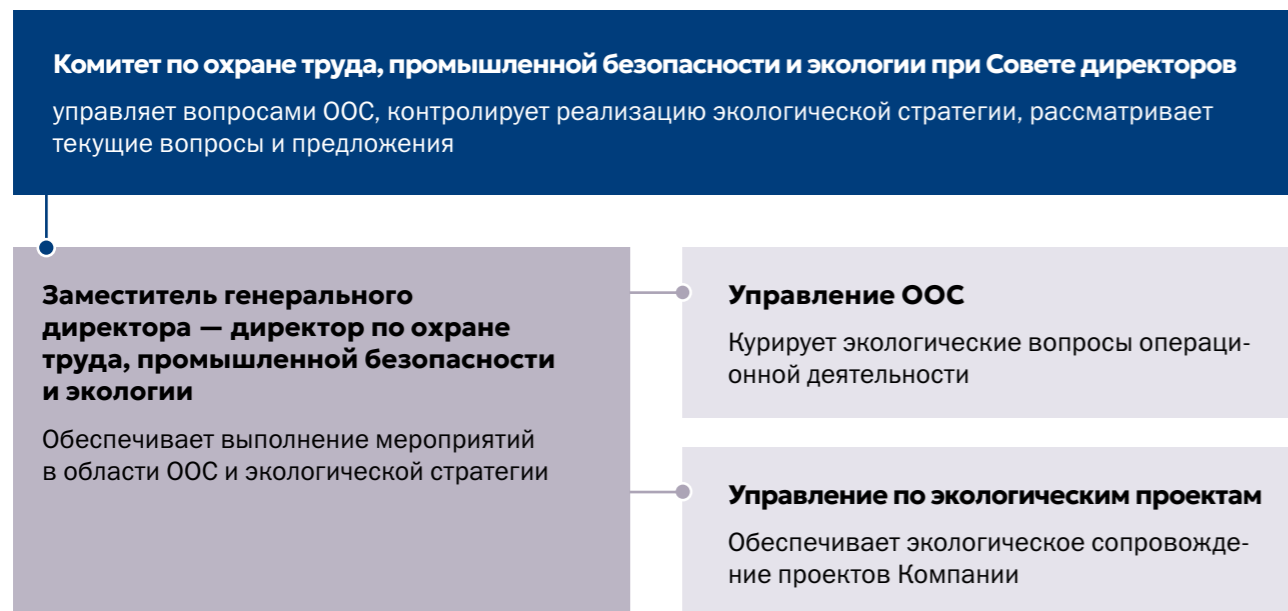 Комитет по охране труда, промышленной безопасности и экологии при Совете директоров
управляет вопросами ООС, контролирует реализацию экологической стратегии, рассматривает
текущие вопросы и предложения
Заместитель генерального
директора — директор по охране
труда, промышленной безопасности
и экологии
Обеспечивает выполнение мероприятий
в области ООС и экологической стратегии
Управление ООС
Курирует экологические вопросы операци-
онной деятельности
Управление по экологическим проектам
Обеспечивает экологическое сопровожде-
ние проектов Компании